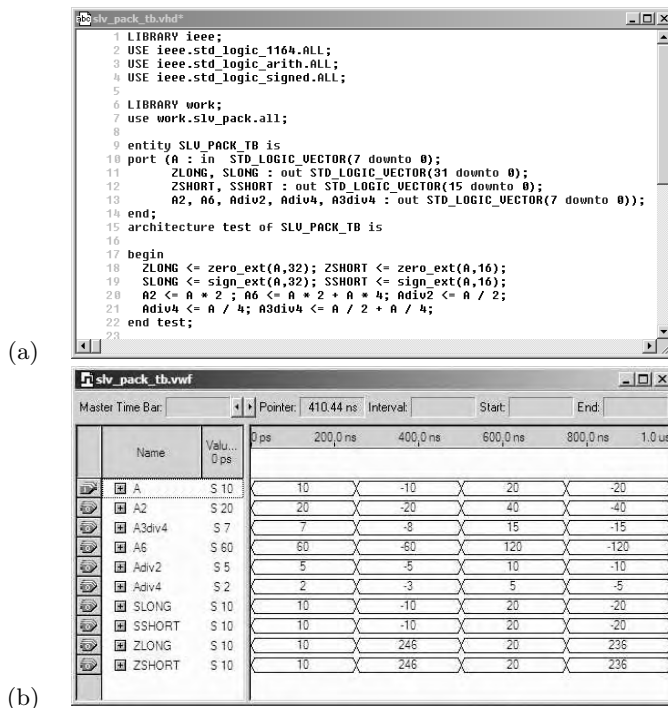 slv_pack_tb.vhd*
1 LIBRARY ieee;
2 USE ieee.std_logic_1164.ALL;
3 USE ieee.std_logic_arith.ALL;
4 USE ieee.std_logic_signed.ALL;
5
6 LIBRARY work;
7 use work.slv_pack.all;
8
9 entity SLV_PACK_TB is
10 port (A : in STD_LOGIC_VECTOR(7 downto 0);
11 ZLONG, SLONG : out STD_LOGIC_VECTOR(31 downto 0);
12 ZSHORT, SSHORT : out STD_LOGIC_VECTOR(15 downto 0);
13 A2, A6, Adiv2, Adiv4, A3div4 : out STD_LOGIC_VECTOR(7 downto 0));
14 end;
15 architecture test of SLV_PACK_TB is
16
17 begin
18 ZLONG <= zero_ext(A,32); ZSHORT <= zero_ext(A,16);
19 SLONG <= sign_ext(A,32); SSHORT <= sign_ext(A,16);
20 A2 <= A * 2 ; A6 <= A * 2 + A * 4; Adiv2 <= A / 2;
21 Adiv4 <= A / 4; A3div4 <= A / 2 + A / 4;
22 end test;
23
(a)
slv_pack_tb.vwf
Master Time Bar: Pointer: 410.44 ns Interval: Start: End:
Name Valu... 0 ps 0 ps 200,0 ns 400,0 ns 600,0 ns 800,0 ns 1.0 us
A S 10 10 -10 20 -20
A2 S 20 20 -20 40 -40
A3div4 S 7 7 -8 15 -15
A6 S 60 60 -60 120 -120
Adiv2 S 5 5 -5 10 -10
Adiv4 S 2 2 -3 5 -5
SLONG S 10 10 -10 20 -20
SSHORT S 10 10 -10 20 -20
ZLONG S 10 10 246 20 236
ZSHORT S 10 10 246 20 236
(b)